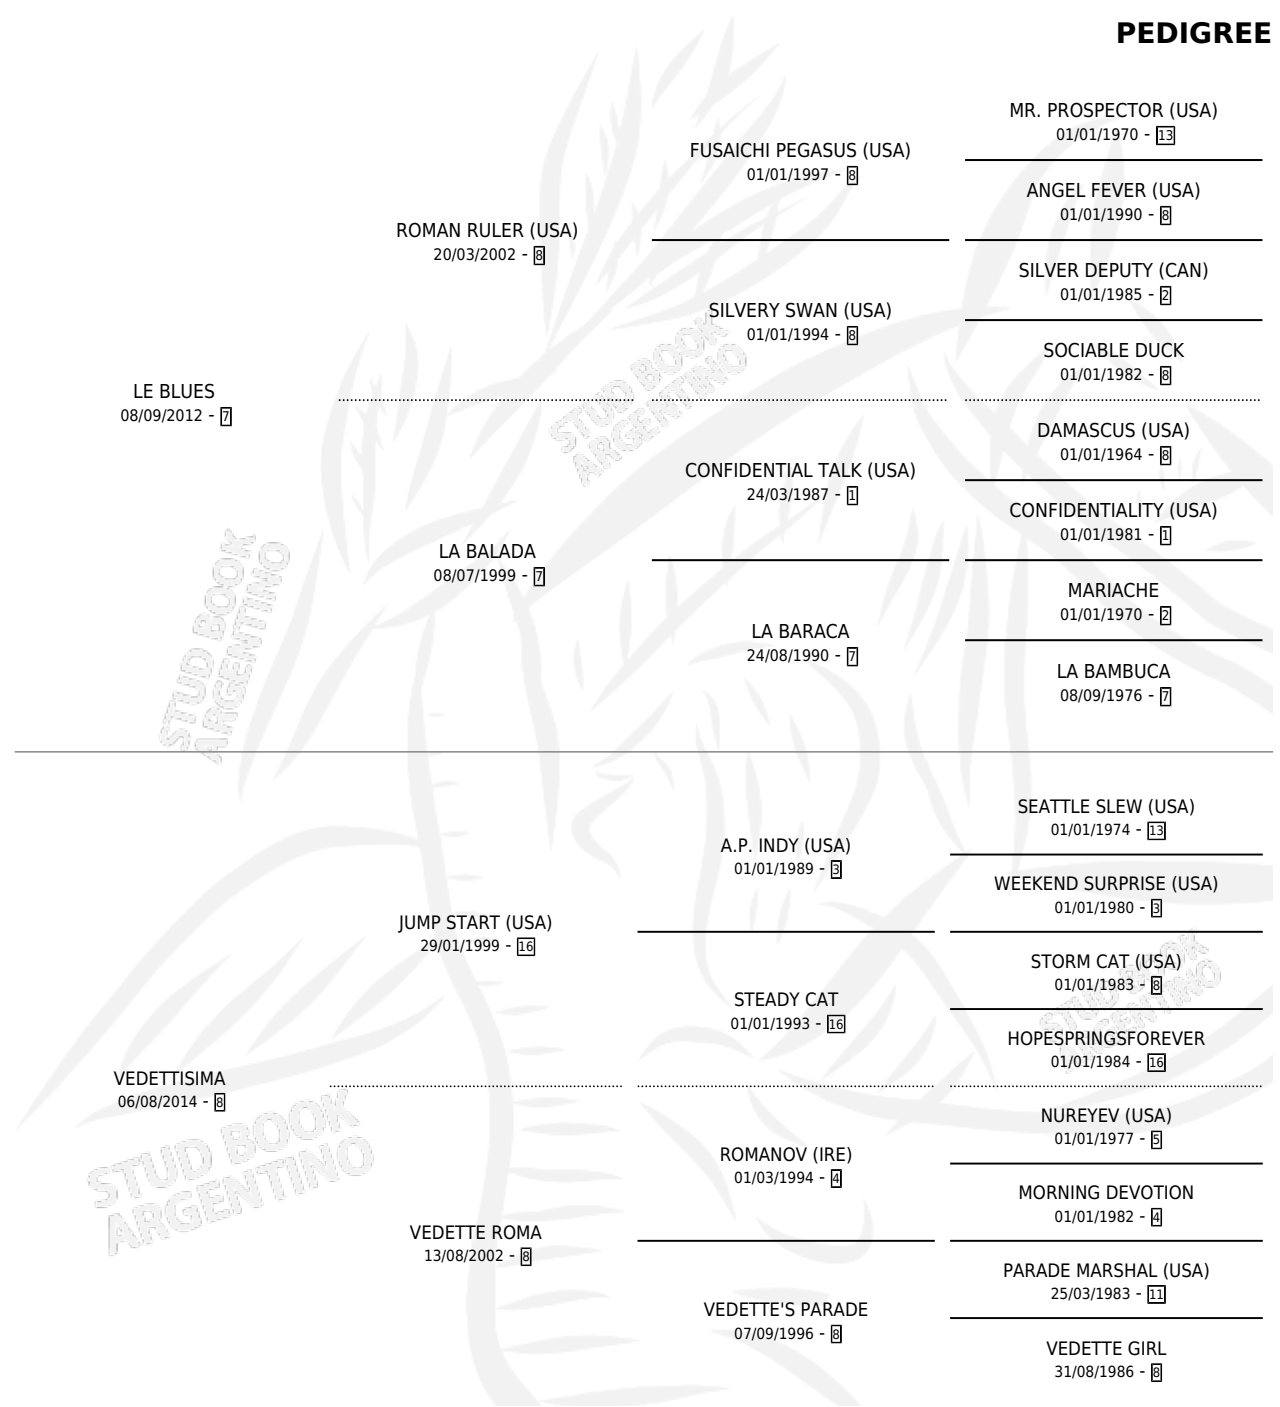 PEDIGREE
MR. PROSPECTOR (USA)
01/01/1970 - 13
FUSAICHI PEGASUS (USA)
01/01/1997 - 8
ANGEL FEVER (USA)
01/01/1990 - 8
ROMAN RULER (USA)
20/03/2002 - 8
SILVER DEPUTY (CAN)
01/01/1985 - 2
SILVERY SWAN (USA)
01/01/1994 - 8
SOCIABLE DUCK
01/01/1982 - 8
LE BLUES
08/09/2012 - 7
DAMASCUS (USA)
01/01/1964 - 8
CONFIDENTIAL TALK (USA)
24/03/1987 - 1
CONFIDENTIALITY (USA)
01/01/1981 - 1
LA BALADA
08/07/1999 - 7
MARIACHE
01/01/1970 - 2
LA BARACA
24/08/1990 - 7
LA BAMBUCA
08/09/1976 - 7
SEATTLE SLEW (USA)
01/01/1974 - 13
A.P. INDY (USA)
01/01/1989 - 3
WEEKEND SURPRISE (USA)
01/01/1980 - 3
JUMP START (USA)
29/01/1999 - 16
STORM CAT (USA)
01/01/1983 - 8
STEADY CAT
01/01/1993 - 16
HOPESPRINGSFOREVER
01/01/1984 - 16
VEDETTISIMA
06/08/2014 - 8
NUREYEV (USA)
01/01/1977 - 5
ROMANOV (IRE)
01/03/1994 - 4
MORNING DEVOTION
01/01/1982 - 4
VEDETTE ROMA
13/08/2002 - 8
PARADE MARSHAL (USA)
25/03/1983 - 11
VEDETTE'S PARADE
07/09/1996 - 8
VEDETTE GIRL
31/08/1986 - 8
STUD BOOK
ARGENTINO
STUD BOOK
ARGENTINO
STUD BOOK
ARGENTINO
STUD BOOK
ARGENTINO